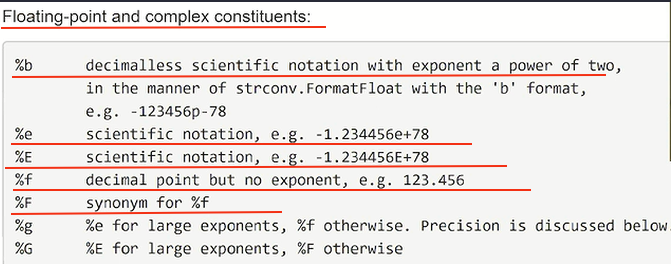 Floating-point and complex constituents:
%b decimalless scientific notation with exponent a power of two,
in the manner of strconv.FormatFloat with the 'b' format,
e.g. -123456p-78
%e scientific notation, e.g. -1.234456e+78
%E scientific notation, e.g. -1.234456E+78
%f decimal point but no exponent, e.g. 123.456
%F synonym for %f
%g %e for large exponents, %f otherwise. Precision is discussed below.
%G %E for large exponents, %F otherwise